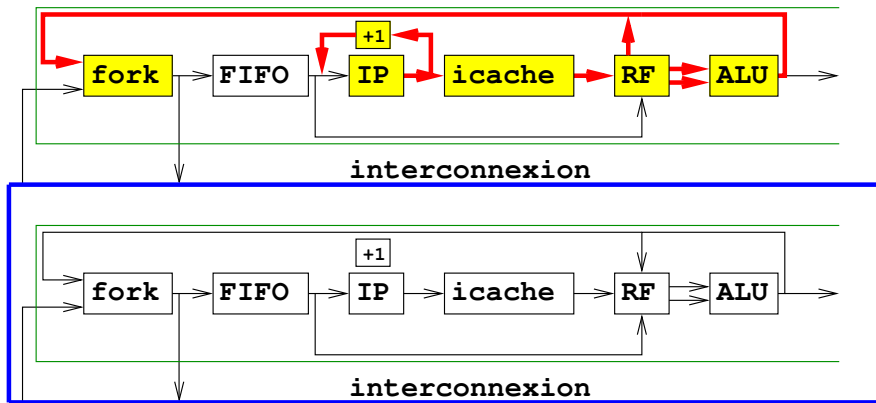 +1
fork FIFO IP icache RF ALU
interconnexion
+1
fork FIFO IP icache RF ALU
interconnexion